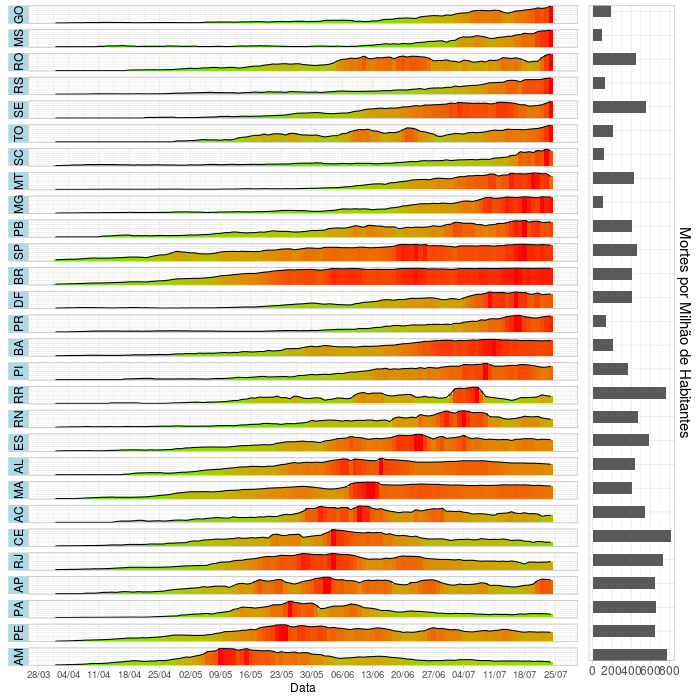 GO
MS
RO
RS
SE
TO
SC
MT
MG
PB
SP
BR
DF
PR
BA
PI
RR
RN
ES
AL
MA
AC
CE
RJ
AP
PA
PE
AM
28/03 04/04 11/04 18/04 25/04 02/05 09/05 16/05 23/05 30/05 06/06 13/06 20/06 27/06 04/07 11/07 18/07 25/07
Data
0 200 400 600 800
Mortes por Milhão de Habitantes